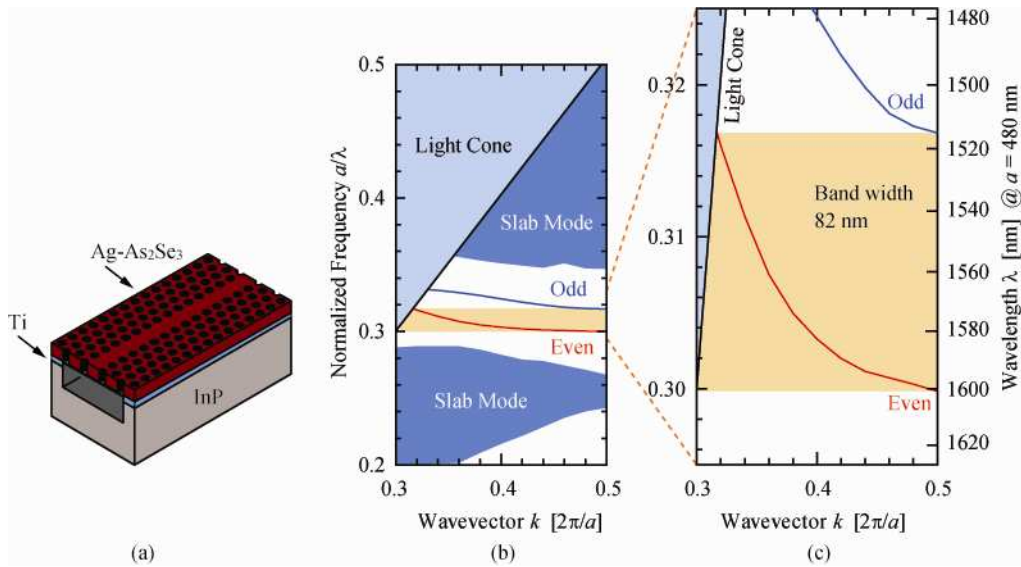 Ag-As₂Se₃
Ti
InP
(a)
Normalized Frequency a/λ
0.5
0.4
0.3
0.2
Light Cone
Slab Mode
Odd
Even
Slab Mode
0.3
0.4
0.5
Wavevector k [2π/a]
(b)
0.32
0.31
0.30
Light Cone
Odd
Band width
82 nm
Even
0.3
0.4
0.5
Wavevector k [2π/a]
(c)
1480
1500
1520
1540
1560
1580
1600
1620
Wavelength λ [nm] @ a = 480 nm